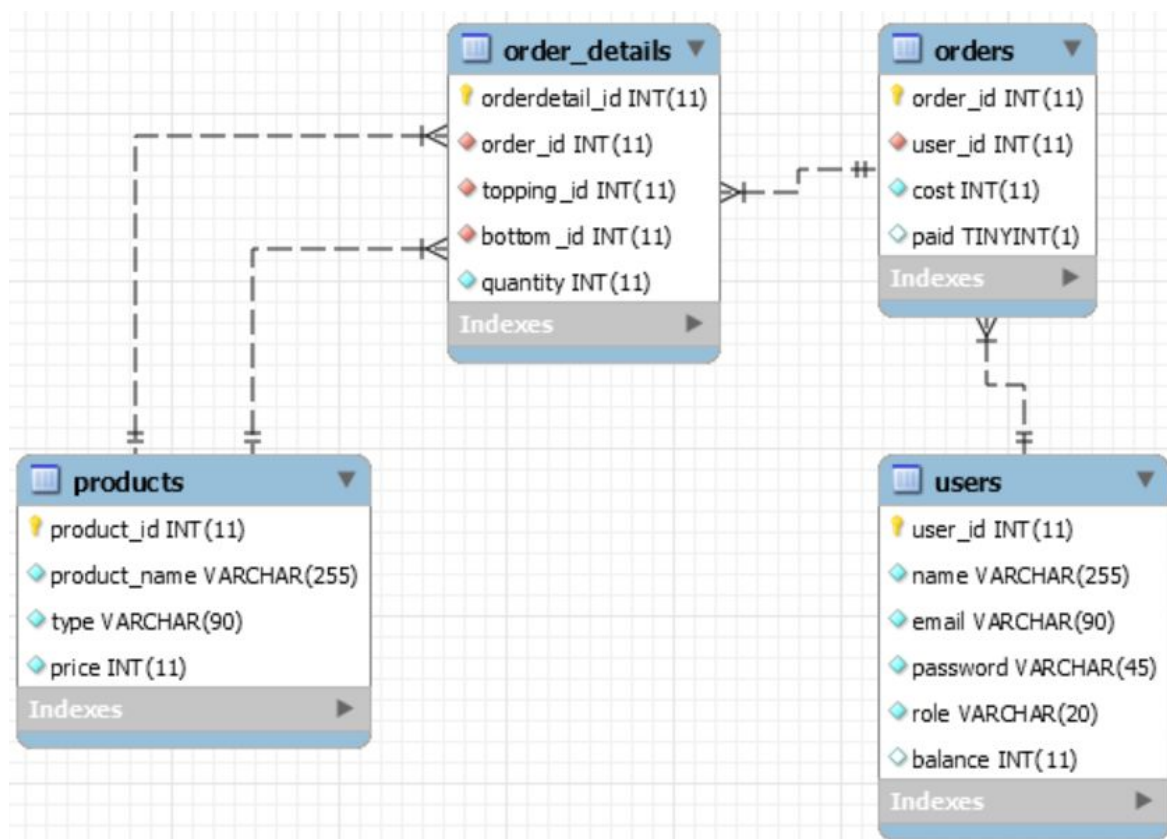 order_details
orderdetail_id INT(11)
order_id INT(11)
topping_id INT(11)
bottom_id INT(11)
quantity INT(11)
Indexes
orders
order_id INT(11)
user_id INT(11)
cost INT(11)
paid TINYINT(1)
Indexes
products
product_id INT(11)
product_name VARCHAR(255)
type VARCHAR(90)
price INT(11)
Indexes
users
user_id INT(11)
name VARCHAR(255)
email VARCHAR(90)
password VARCHAR(45)
role VARCHAR(20)
balance INT(11)
Indexes